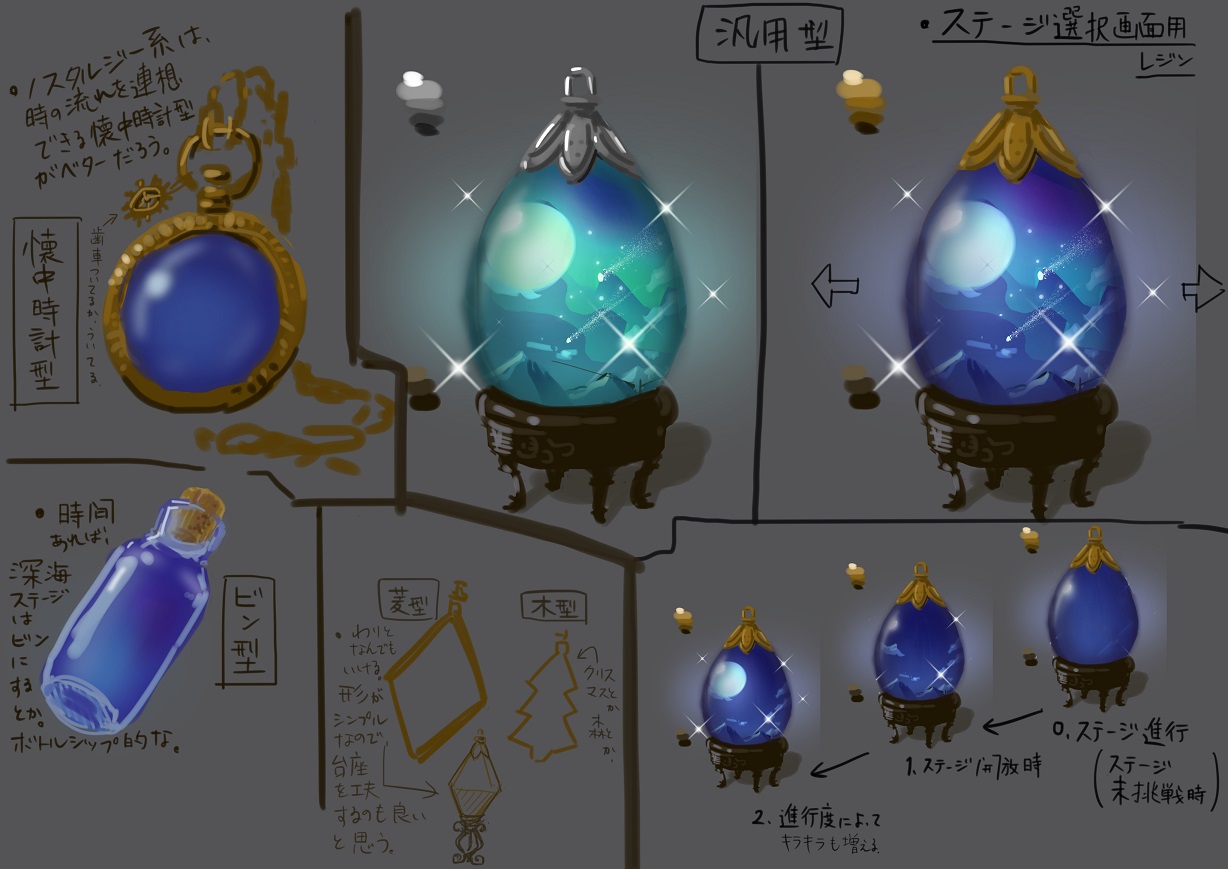 汎用型
・ステージ選択画面用
レジン
・ノスタルジー系は、
時の流れを連想
できる懐中時計型
がベターだろう。
懐中時計型
歯車ついてるか、ういてる。
・時間
あれば、
深海
ステージ
は
ビン
に
する
とか。
ボトルシップ的な。
ビン型
菱型
・わりと
なんでも
いける。
形が
シンプル
なので
台座
を工夫
するのも良い
と思う。
木型
クリス
マスとか
森とか。
0.ステージ進行
(ステージ
未挑戦時)
1.ステージ開放時
2.進行度によって
キラキラも増える